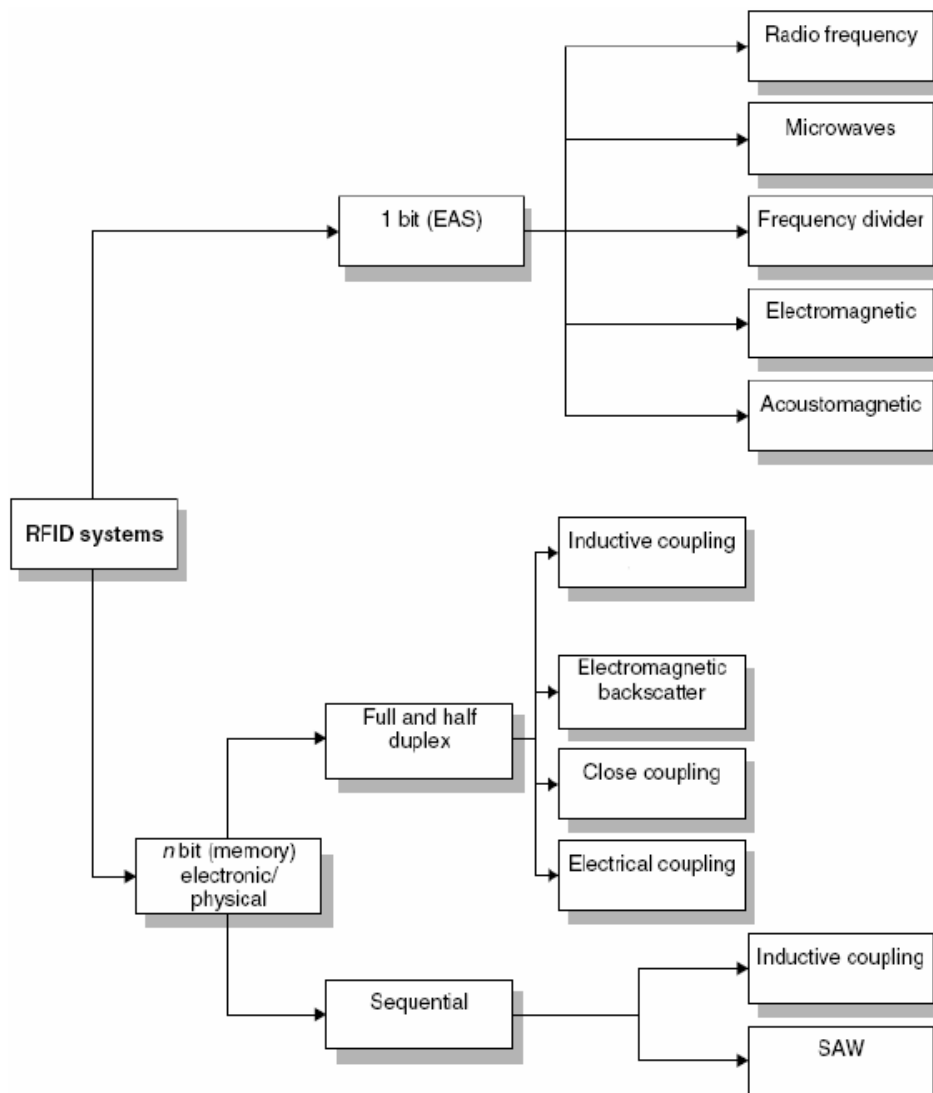 Radio frequency
Microwaves
1 bit (EAS)
Frequency divider
Electromagnetic
Acoustomagnetic
RFID systems
Inductive coupling
Electromagnetic
backscatter
Full and half
duplex
Close coupling
n bit (memory)
electronic/
physical
Electrical coupling
Inductive coupling
Sequential
SAW